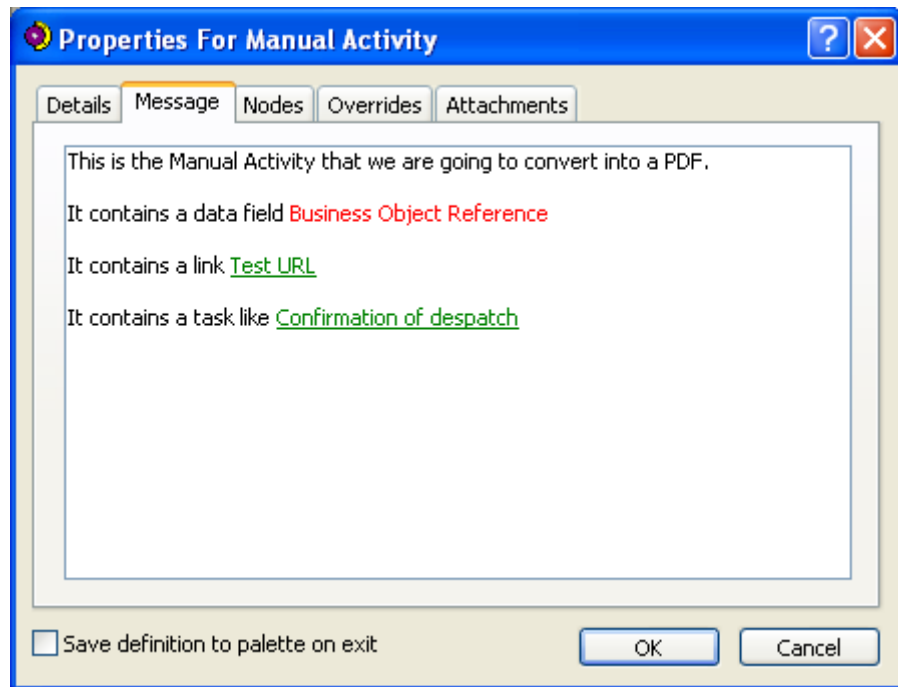 Properties For Manual Activity
?
Details Message Nodes Overrides Attachments
This is the Manual Activity that we are going to convert into a PDF.
It contains a data field Business Object Reference
It contains a link Test URL
It contains a task like Confirmation of despatch
Save definition to palette on exit OK Cancel